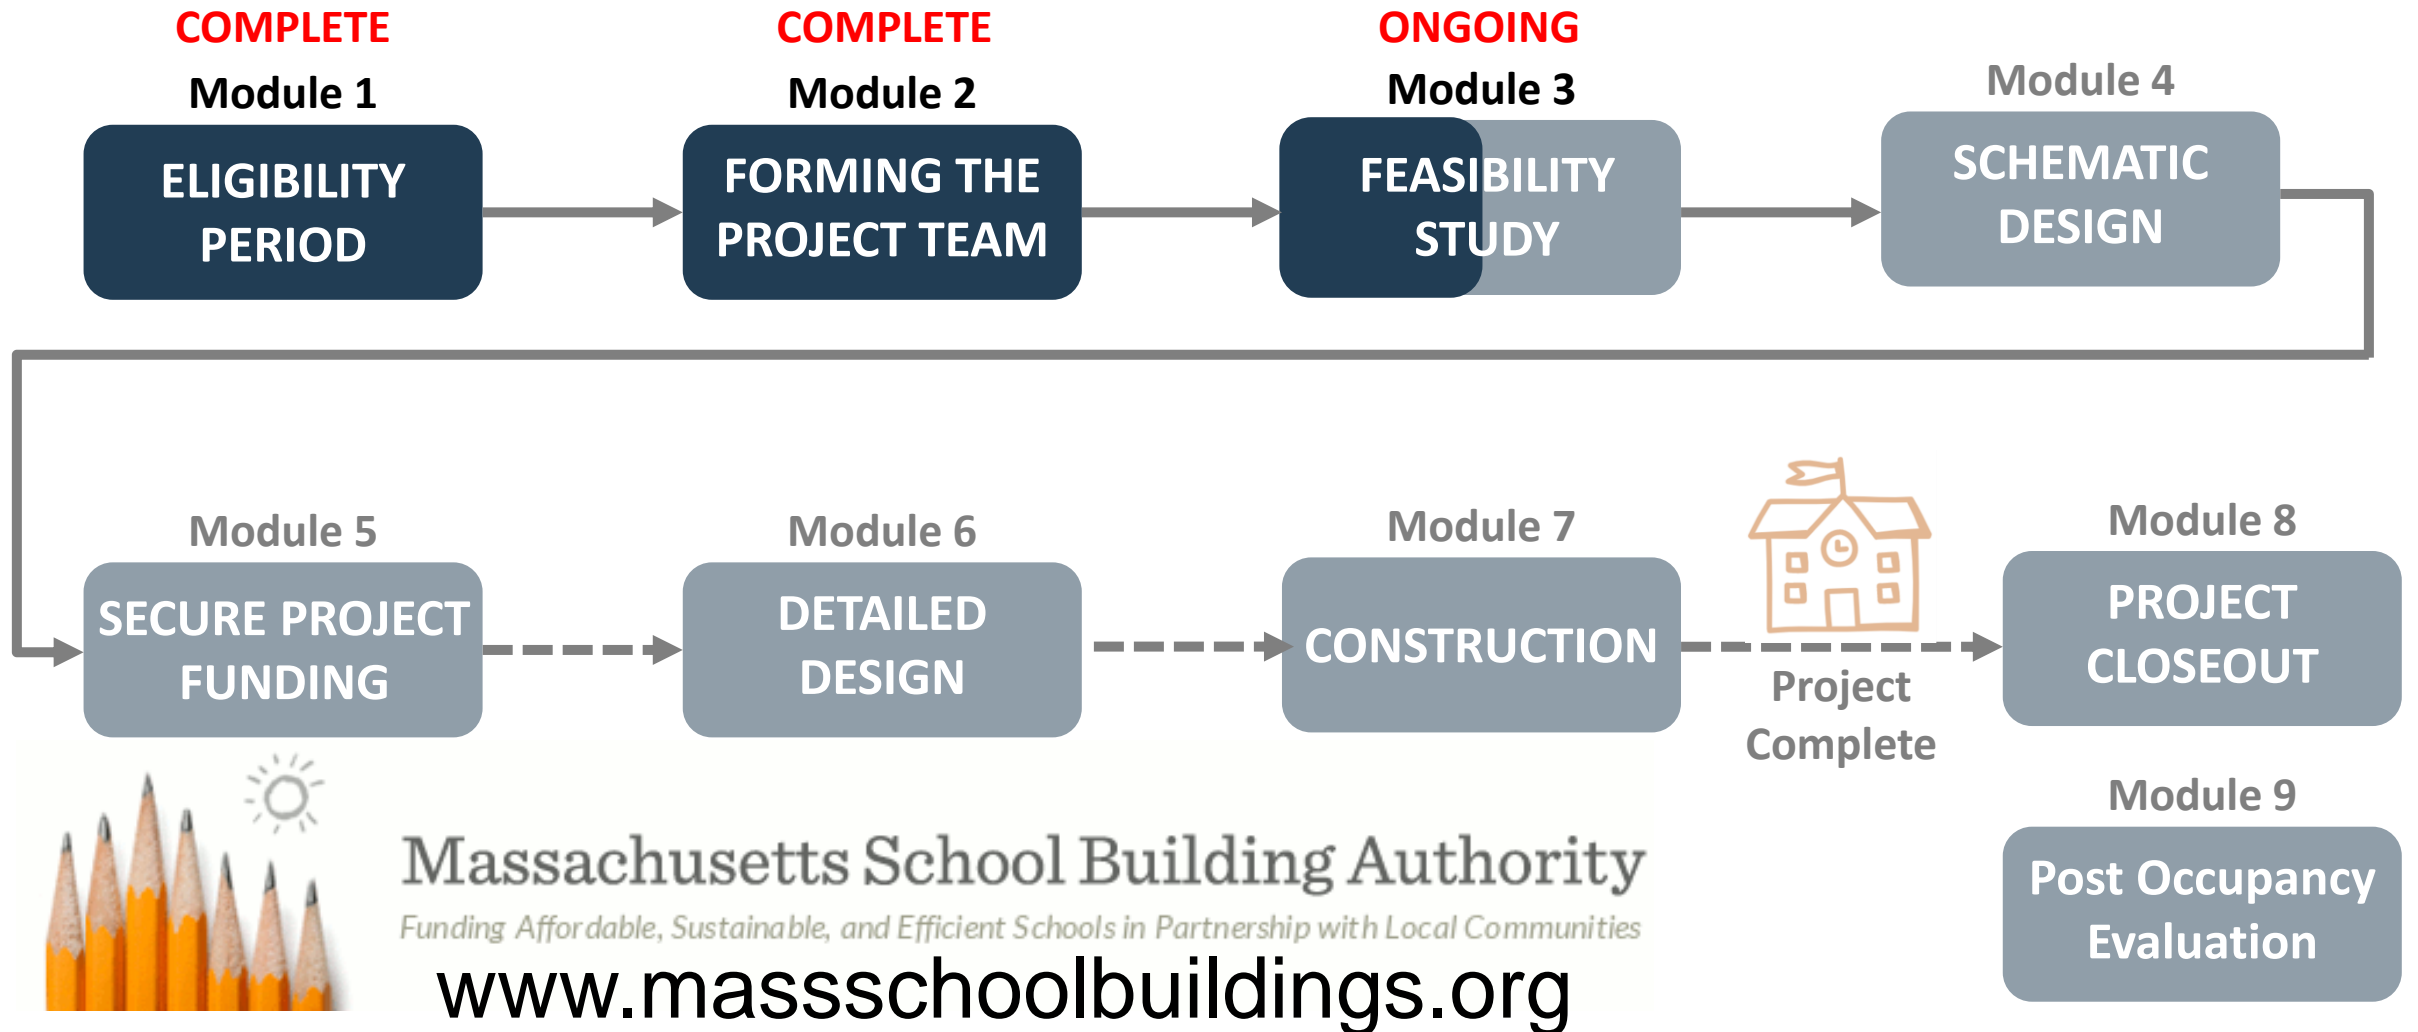 COMPLETE
Module 1
ELIGIBILITY
PERIOD
COMPLETE
Module 2
FORMING THE
PROJECT TEAM
ONGOING
Module 3
FEASIBILITY
STUDY
Module 4
SCHEMATIC
DESIGN
Module 5
SECURE PROJECT
FUNDING
Module 6
DETAILED
DESIGN
Module 7
CONSTRUCTION
Project
Complete
Module 8
PROJECT
CLOSEOUT
Module 9
Post Occupancy
Evaluation
Massachusetts School Building Authority
Funding Affordable, Sustainable, and Efficient Schools in Partnership with Local Communities
www.massschoolbuildings.org